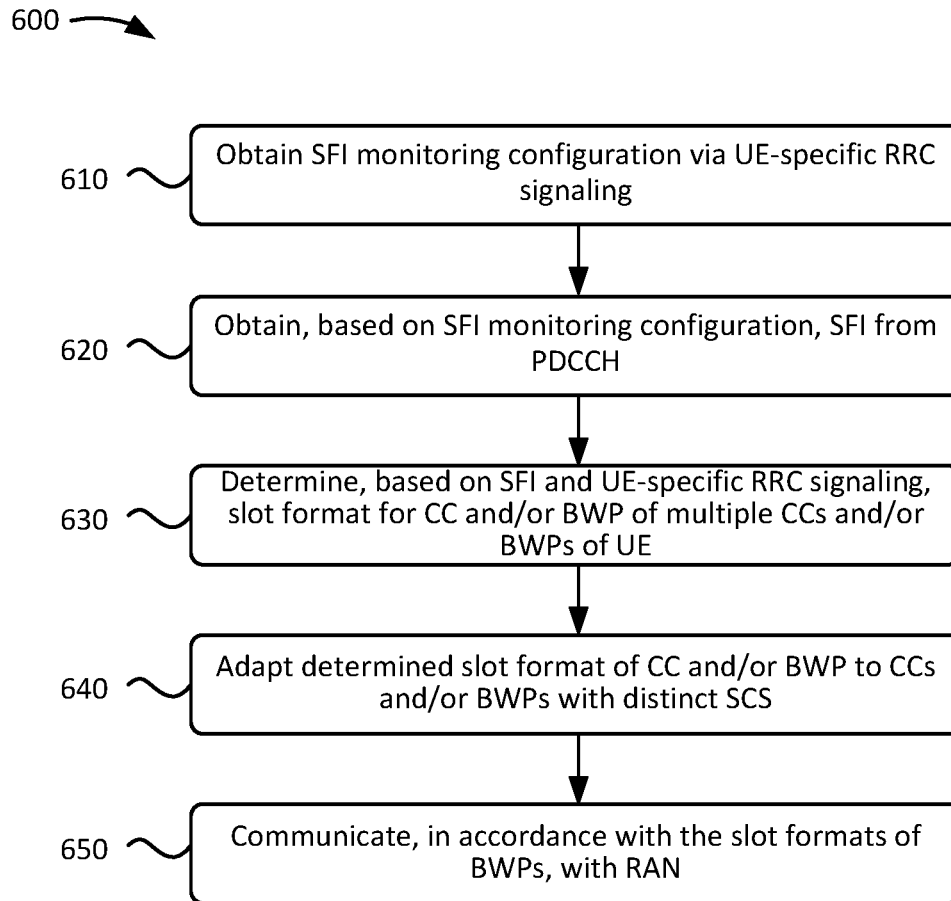 600
610
Obtain SFI monitoring configuration via UE-specific RRC
signaling
620
Obtain, based on SFI monitoring configuration, SFI from
PDCCH
630
Determine, based on SFI and UE-specific RRC signaling,
slot format for CC and/or BWP of multiple CCs and/or
BWPs of UE
640
Adapt determined slot format of CC and/or BWP to CCs
and/or BWPs with distinct SCS
650
Communicate, in accordance with the slot formats of
BWPs, with RAN